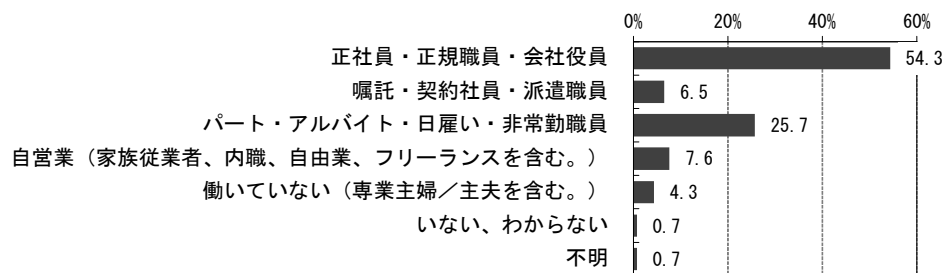 0% 20% 40% 60%
正社員・正規職員・会社役員 54.3
嘱託・契約社員・派遣職員 6.5
パート・アルバイト・日雇い・非常勤職員 25.7
自営業（家族従業者、内職、自由業、フリーランスを含む。） 7.6
働いていない（専業主婦／主夫を含む。） 4.3
いない、わからない 0.7
不明 0.7